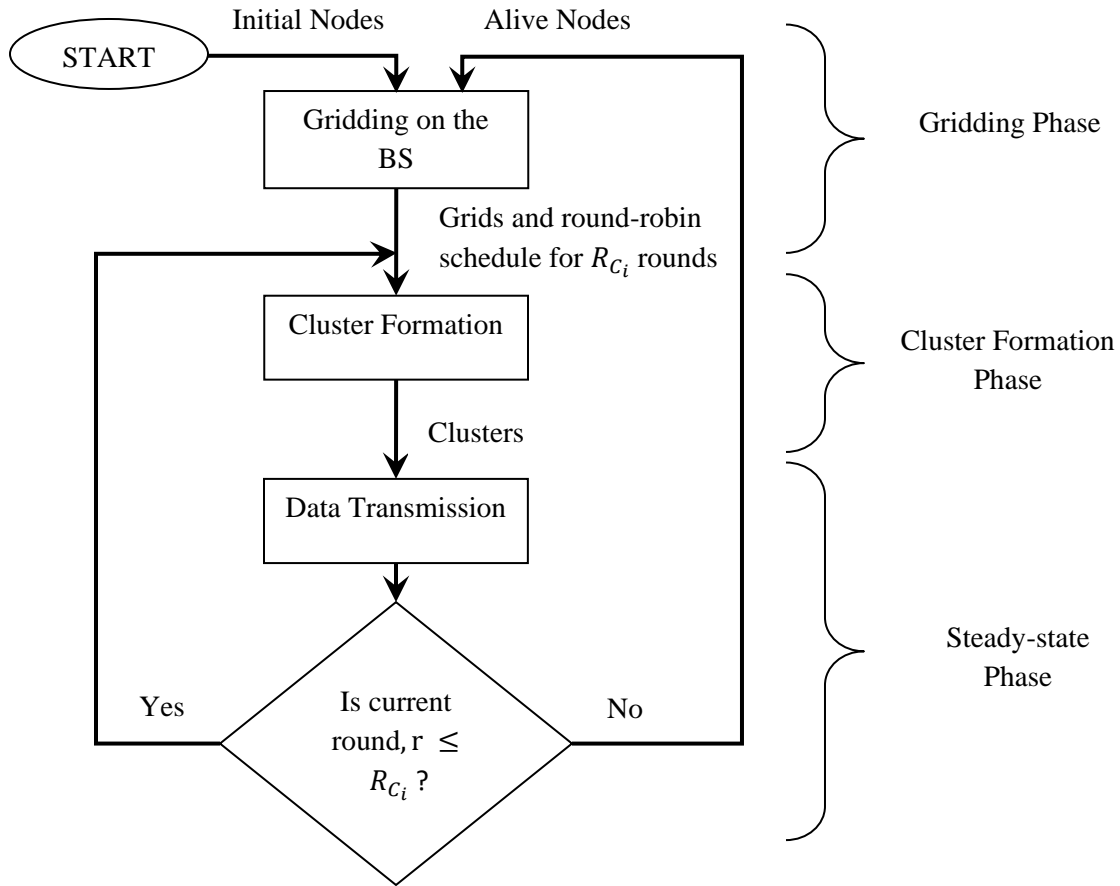 Initial Nodes
Alive Nodes
START
Gridding on the
BS
Gridding Phase
Grids and round-robin
schedule for R_{C_i} rounds
Cluster Formation
Cluster Formation
Phase
Clusters
Data Transmission
Steady-state
Phase
Yes
No
Is current
round, r ≤
R_{C_i} ?